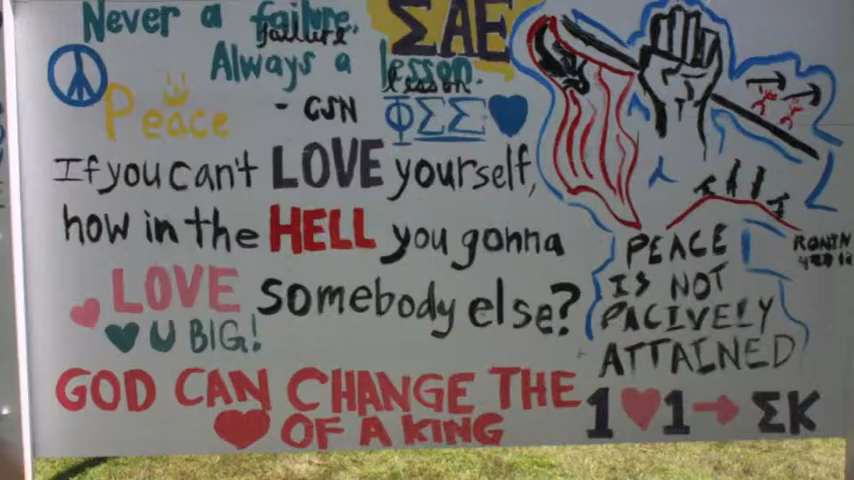 Never a failure,
failure
Always a lesson.
lesson
- CSN
ΣAE
Peace
ΦΣΣ
If you can't LOVE yourself,
how in the HELL you gonna
LOVE somebody else?
U BIG!
GOD CAN CHANGE THE
OF A KING
PEACE
IS NOT
PACIVELY
ATTAINED
RONIN
1 1 ΣK